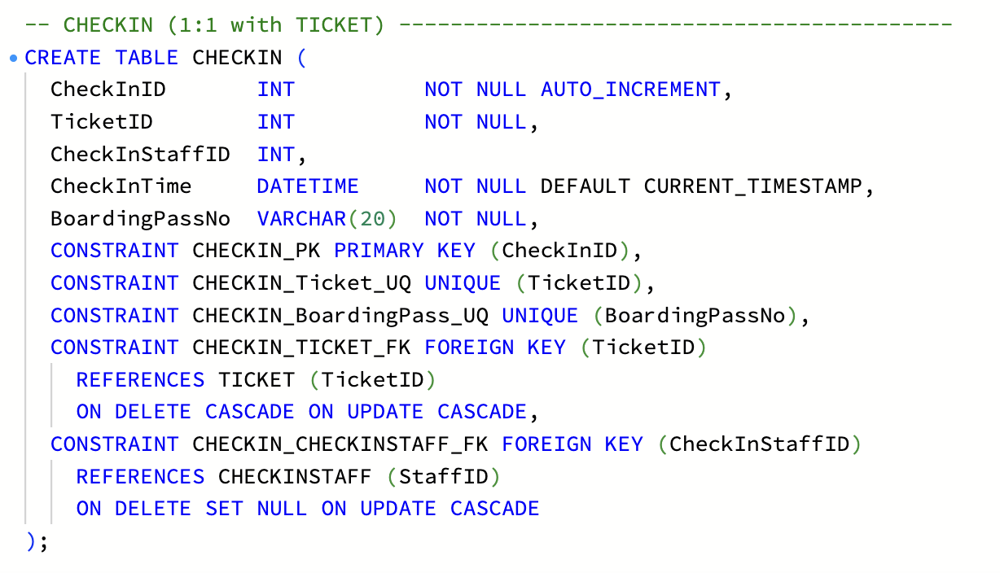 -- CHECKIN (1:1 with TICKET) -------------------------------------------
CREATE TABLE CHECKIN (
CheckInID INT NOT NULL AUTO_INCREMENT,
TicketID INT NOT NULL,
CheckInStaffID INT,
CheckInTime DATETIME NOT NULL DEFAULT CURRENT_TIMESTAMP,
BoardingPassNo VARCHAR(20) NOT NULL,
CONSTRAINT CHECKIN_PK PRIMARY KEY (CheckInID),
CONSTRAINT CHECKIN_Ticket_UQ UNIQUE (TicketID),
CONSTRAINT CHECKIN_BoardingPass_UQ UNIQUE (BoardingPassNo),
CONSTRAINT CHECKIN_TICKET_FK FOREIGN KEY (TicketID)
REFERENCES TICKET (TicketID)
ON DELETE CASCADE ON UPDATE CASCADE,
CONSTRAINT CHECKIN_CHECKINSTAFF_FK FOREIGN KEY (CheckInStaffID)
REFERENCES CHECKINSTAFF (StaffID)
ON DELETE SET NULL ON UPDATE CASCADE
);